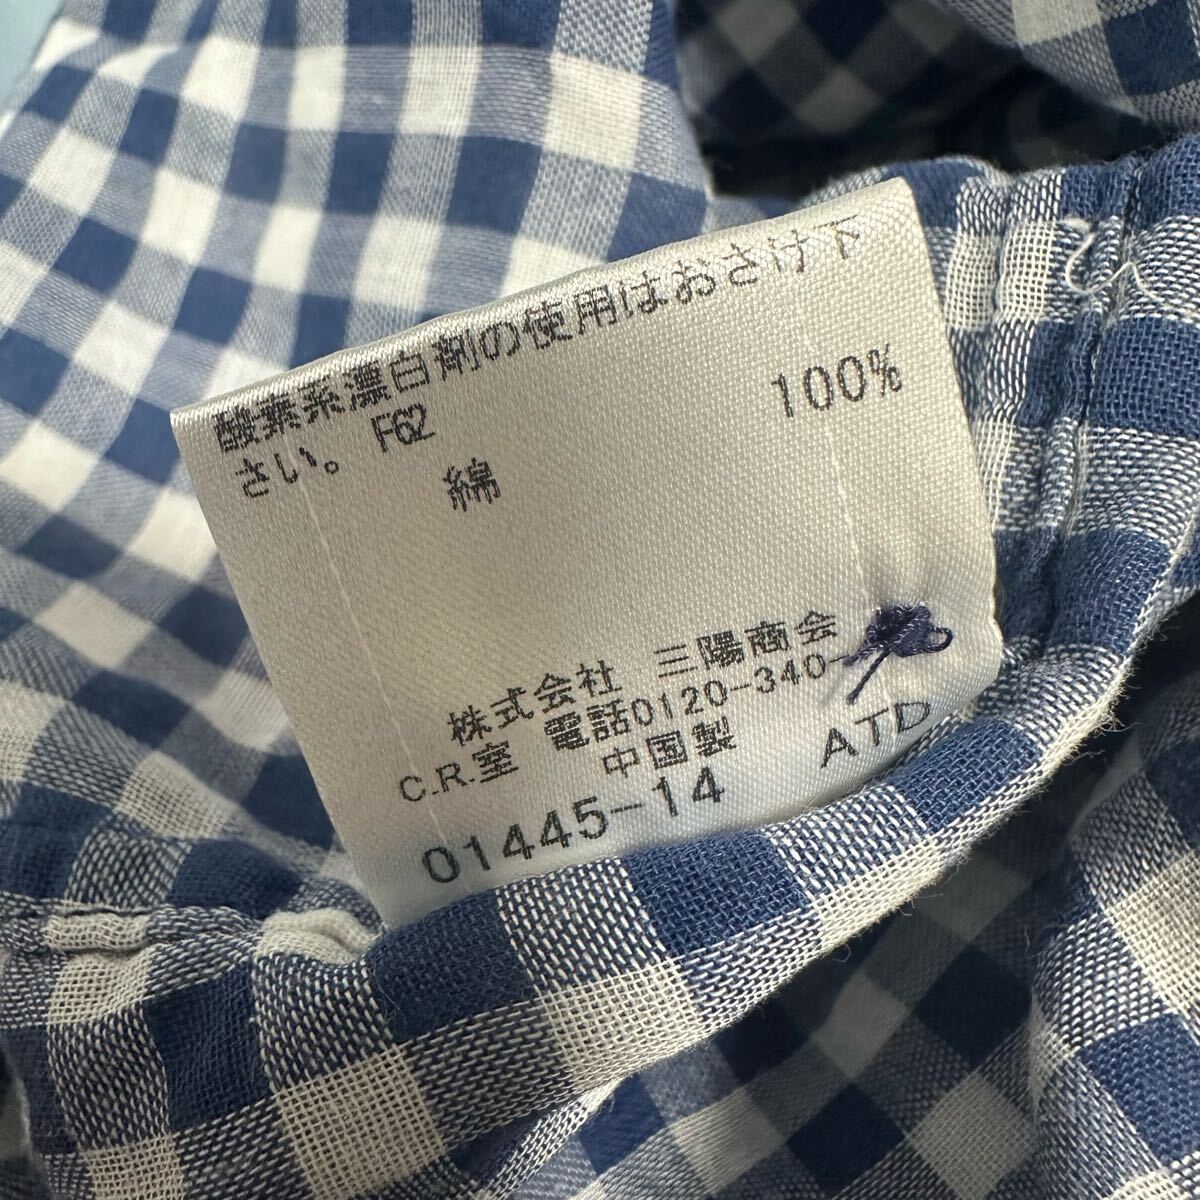 酸素系漂白剤の使用はおさけ下
さい。 F62
綿 100%
株式会社 三陽商会
C.R.室 電話0120-340-
中国製
01445-14 ATD